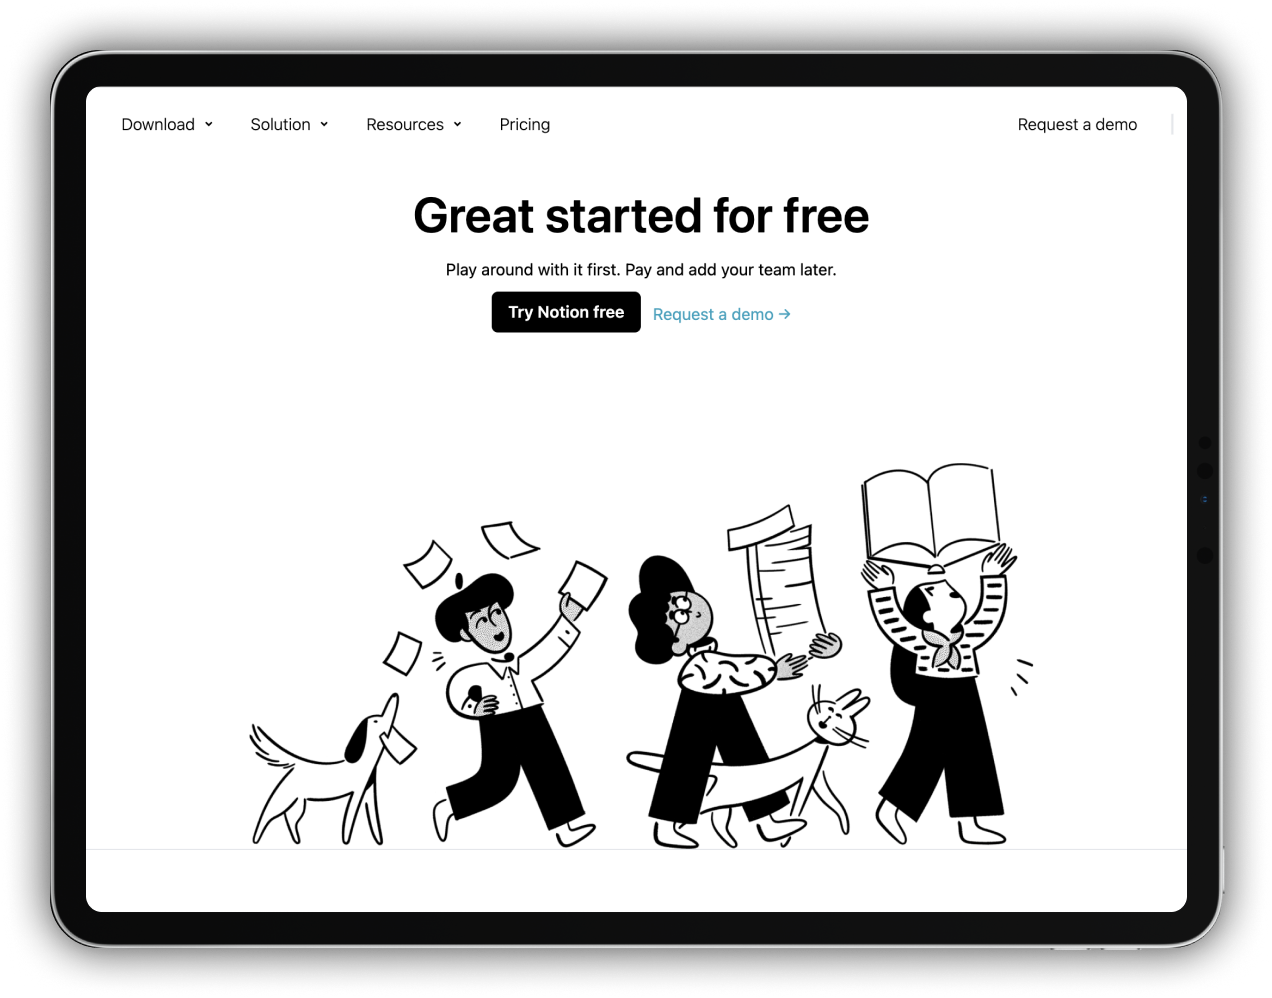 Download
Solution
Resources
Pricing
Request a demo
Great started for free
Play around with it first. Pay and add your team later.
Try Notion free
Request a demo →